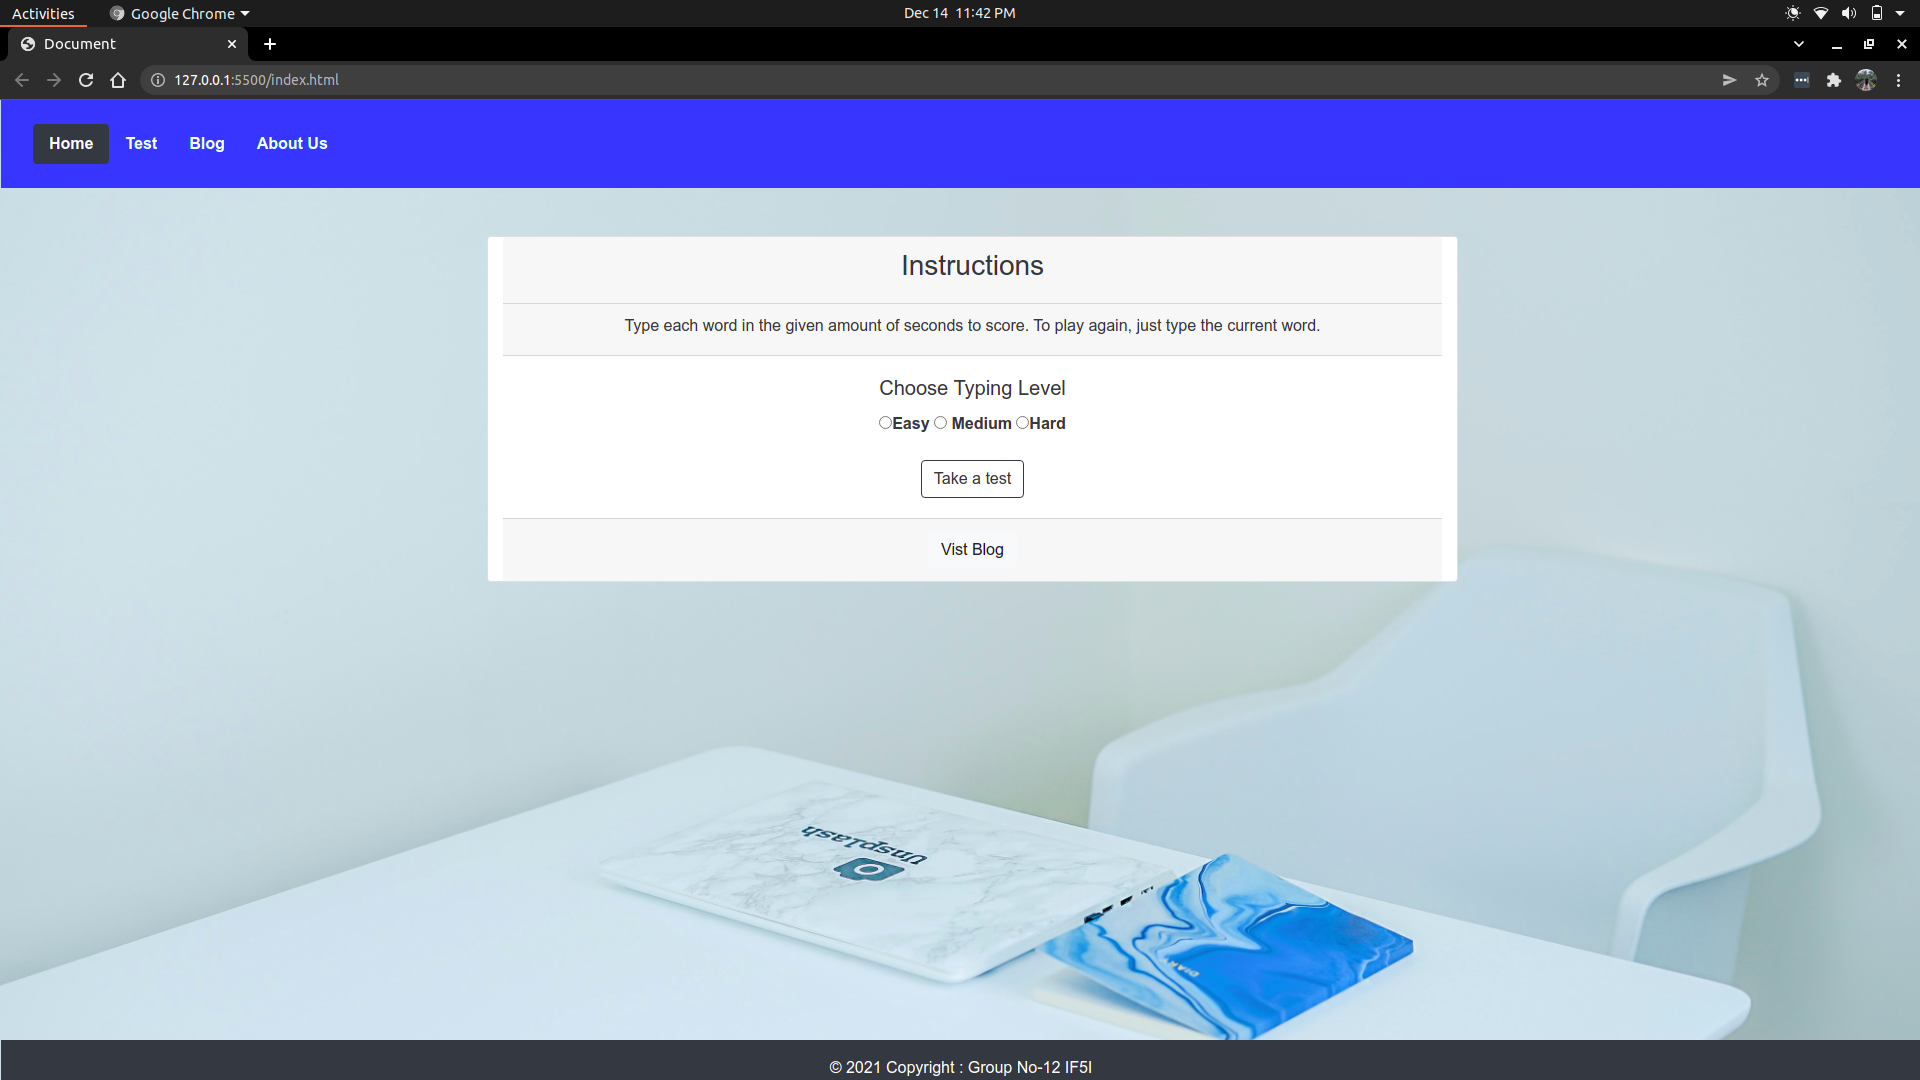 Activities Google Chrome Dec 14 11:42 PM
Document
127.0.0.1:5500/index.html
Home Test Blog About Us
Instructions
Type each word in the given amount of seconds to score. To play again, just type the current word.
Choose Typing Level
Easy Medium Hard
Take a test
Vist Blog
Unsplash
DIARY
© 2021 Copyright : Group No-12 IF5I